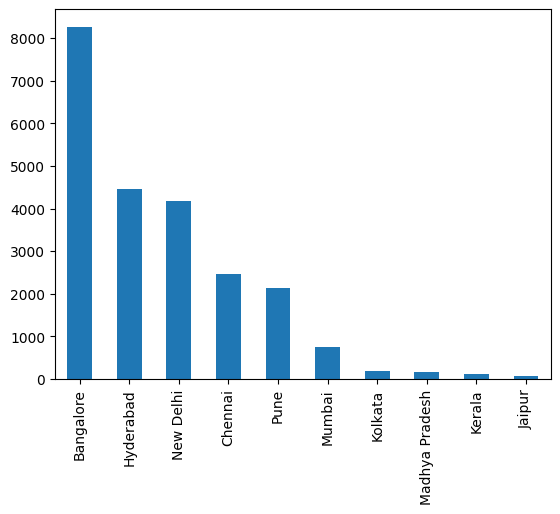 8000
7000
6000
5000
4000
3000
2000
1000
0
Bangalore
Hyderabad
New Delhi
Chennai
Pune
Mumbai
Kolkata
Madhya Pradesh
Kerala
Jaipur